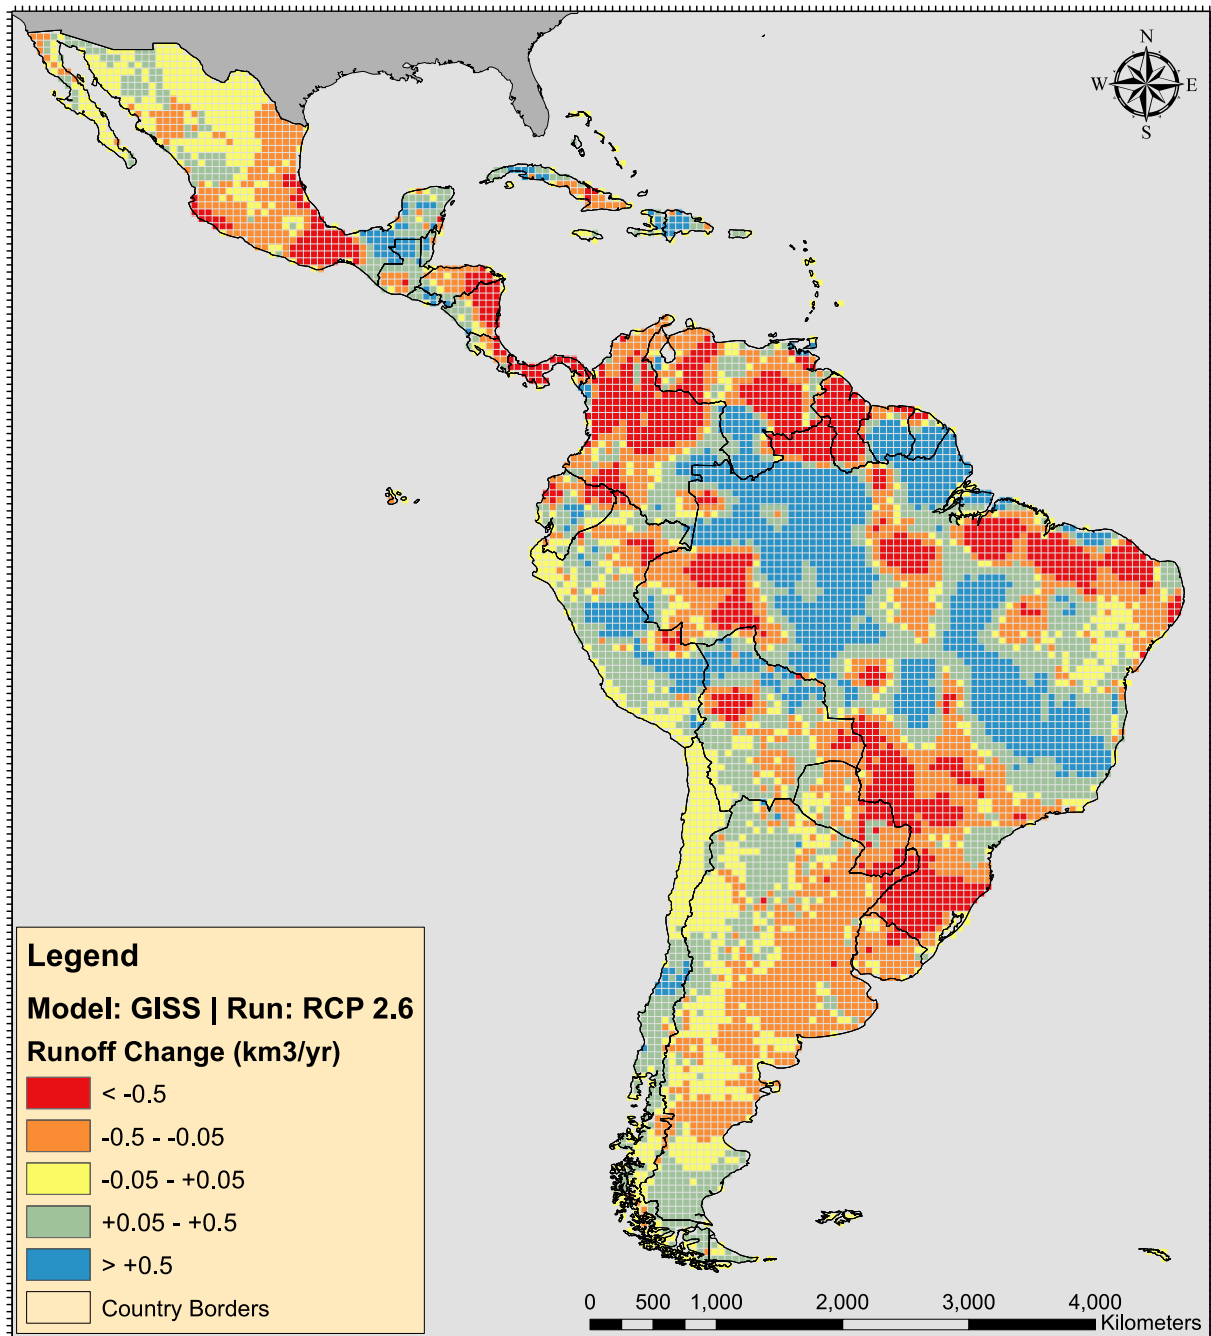 N
W E
S
Legend
Model: GISS | Run: RCP 2.6
Runoff Change (km3/yr)
< -0.5
-0.5 - -0.05
-0.05 - +0.05
+0.05 - +0.5
> +0.5
Country Borders
0 500 1,000 2,000 3,000 4,000
Kilometers